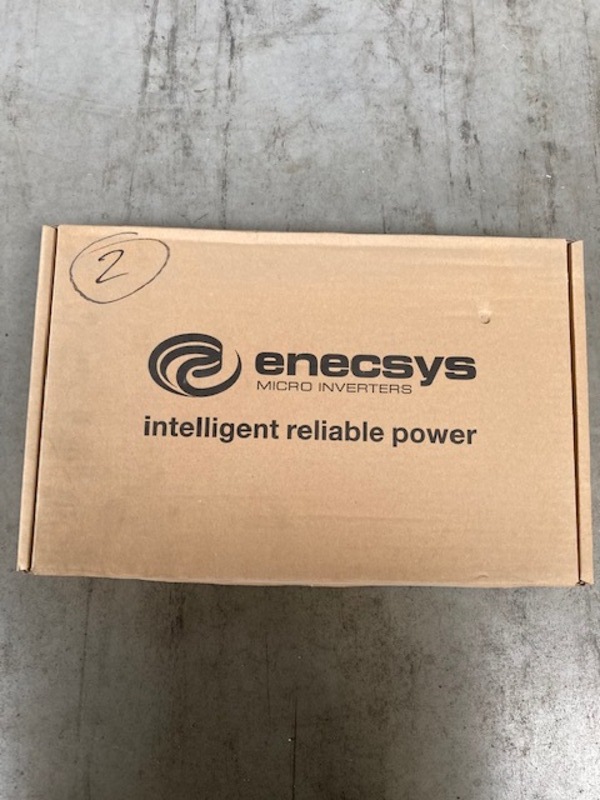 2
enecsys
MICRO INVERTERS
intelligent reliable power